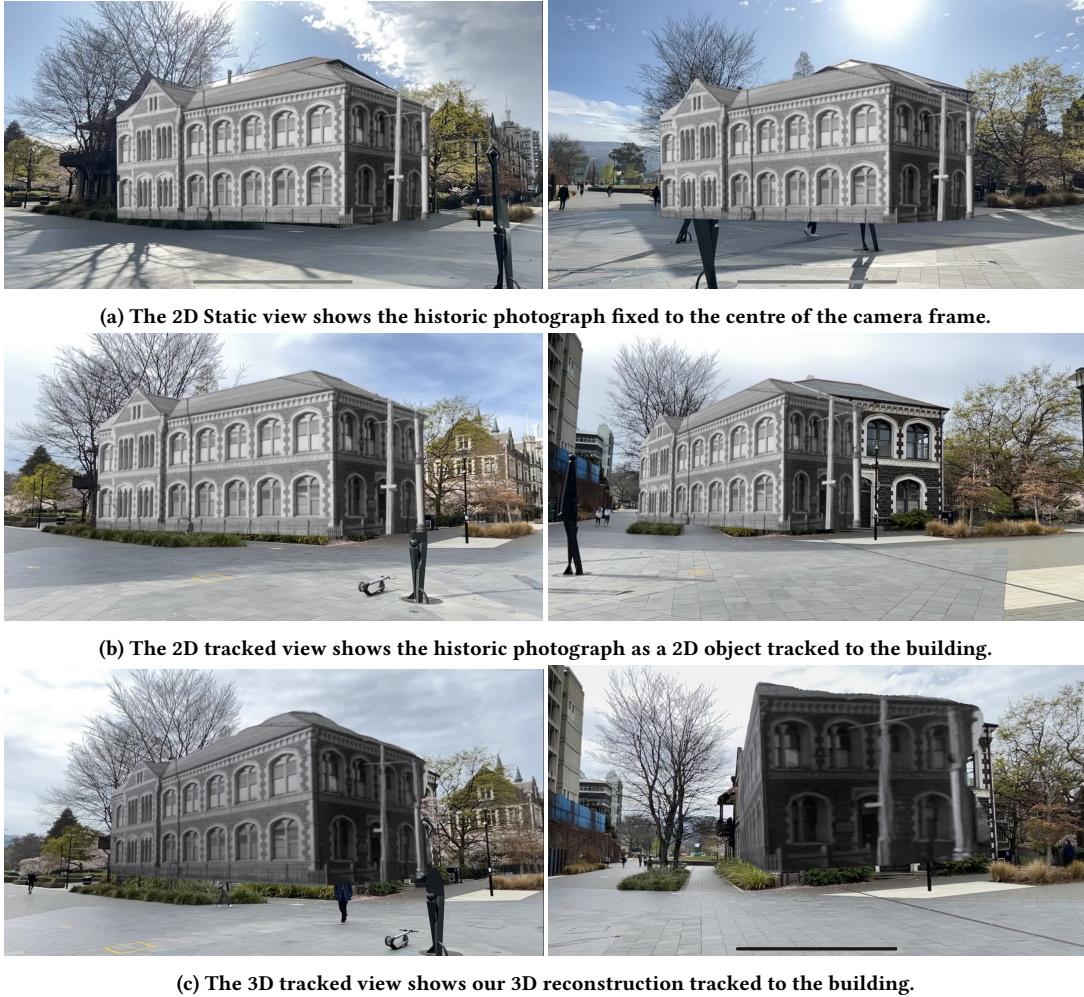 (a) The 2D Static view shows the historic photograph fixed to the centre of the camera frame.
(b) The 2D tracked view shows the historic photograph as a 2D object tracked to the building.
(c) The 3D tracked view shows our 3D reconstruction tracked to the building.